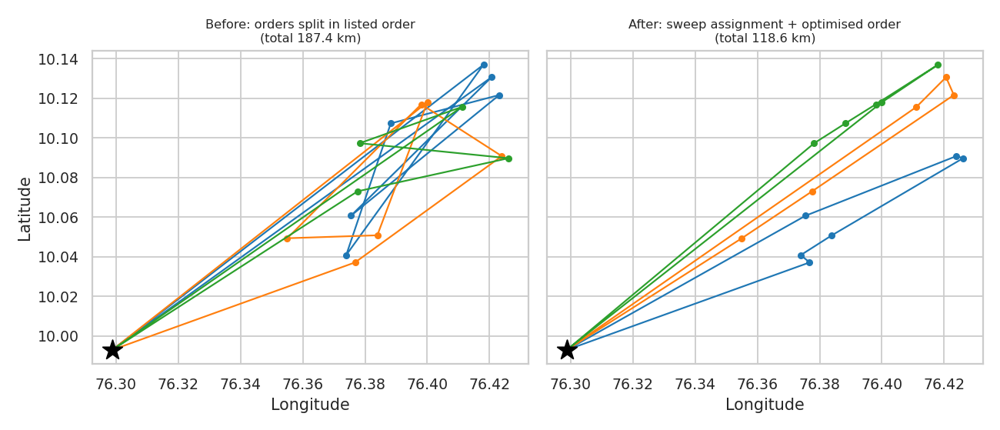 Before: orders split in listed order
(total 187.4 km)
After: sweep assignment + optimised order
(total 118.6 km)
10.14
10.12
10.10
10.08
10.06
10.04
10.02
10.00
Latitude
76.30 76.32 76.34 76.36 76.38 76.40 76.42
76.30 76.32 76.34 76.36 76.38 76.40 76.42
Longitude
Longitude